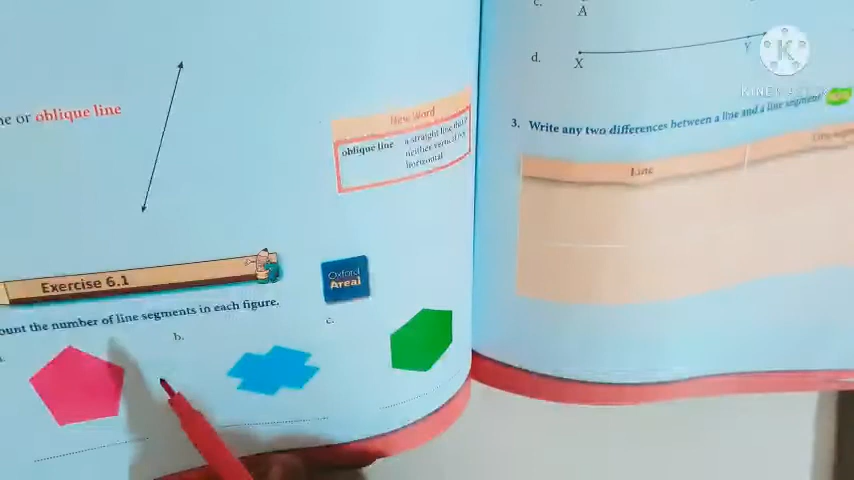 ne or oblique line
New Word
oblique line a straight line that is
neither vertical nor
horizontal
Exercise 6.1
Oxford
Areal
ount the number of line segments in each figure.
b.
c.
c.
A
d.
X
Y
3. Write any two differences between a line and a line segment
Line